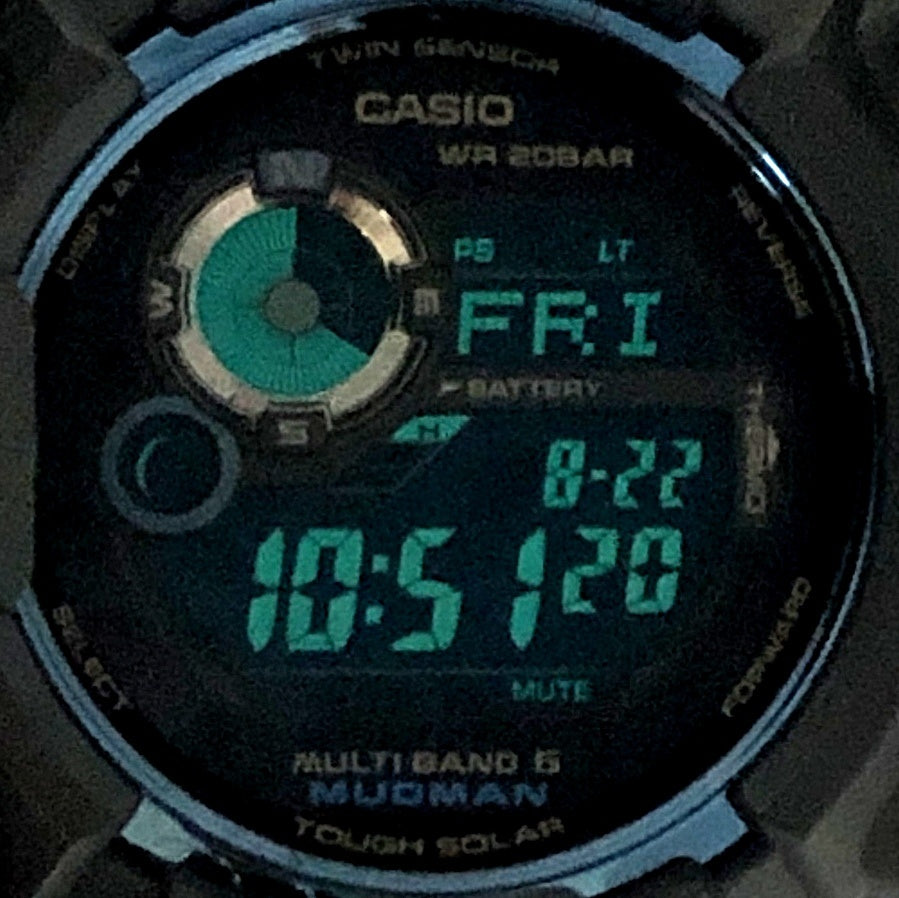 TWIN SENSOR
CASIO
WR 20BAR
DISPLAY
REVERSE
PS LT
W
E
FRI
BATTERY
S
H
8-22
10:51 20
SELECT
FORWARD
MUTE
MULTI BAND 6
MUDMAN
TOUGH SOLAR